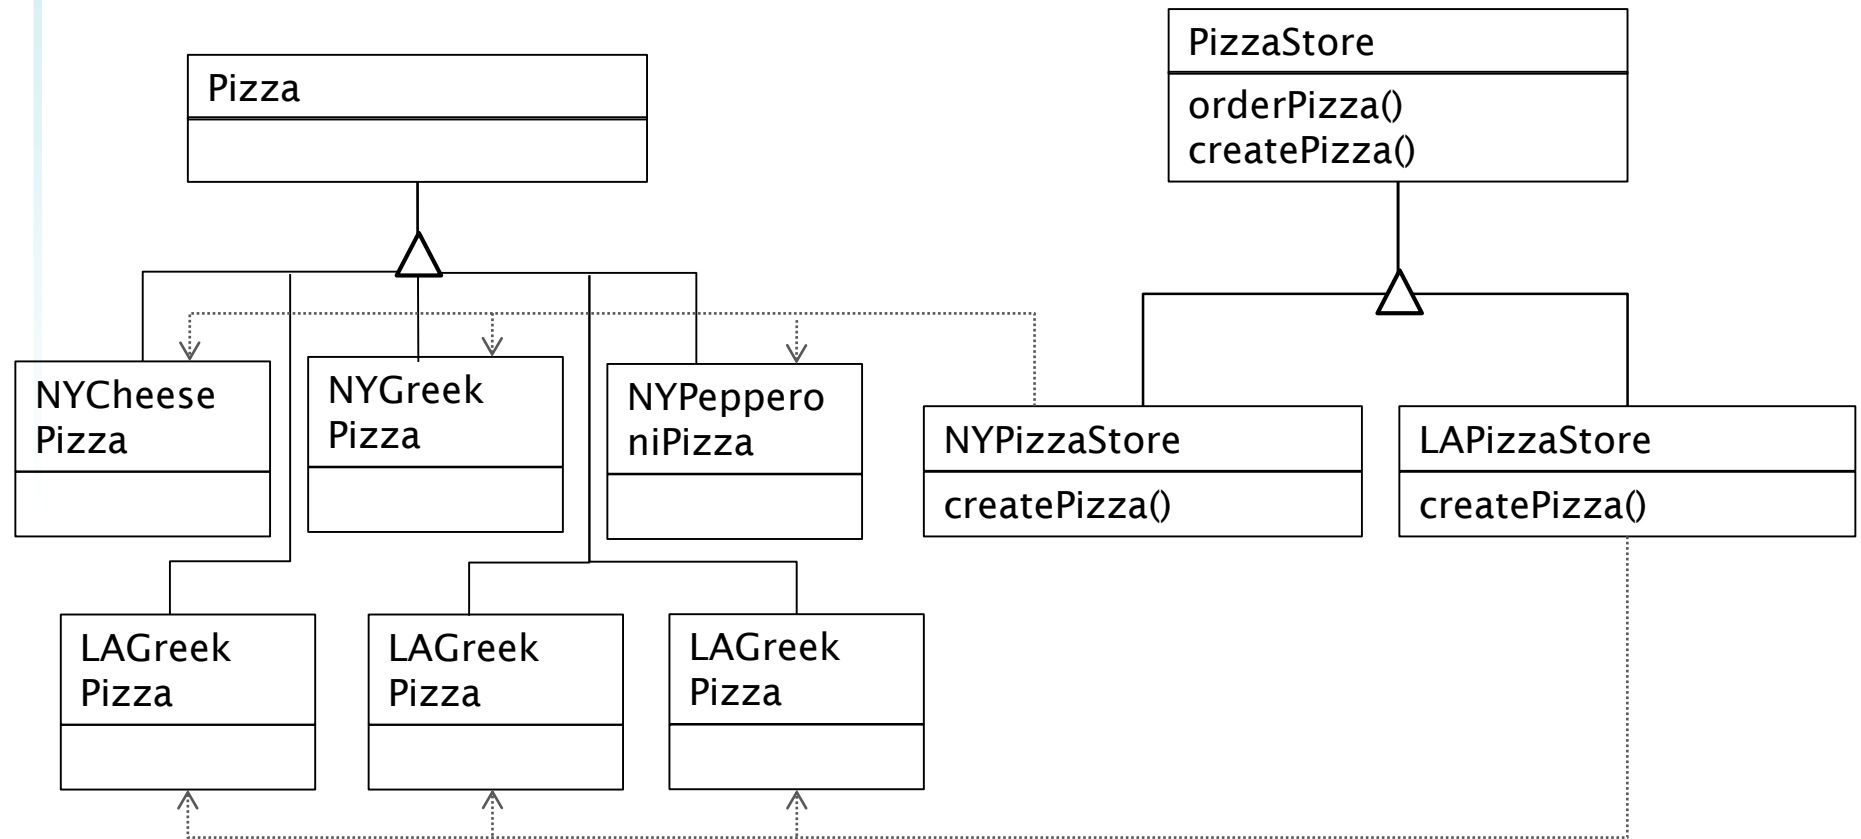 Pizza
PizzaStore
orderPizza()
createPizza()
NYCheese
Pizza
NYGreek
Pizza
NYPeppero
niPizza
NYPizzaStore
createPizza()
LAPizzaStore
createPizza()
LAGreek
Pizza
LAGreek
Pizza
LAGreek
Pizza